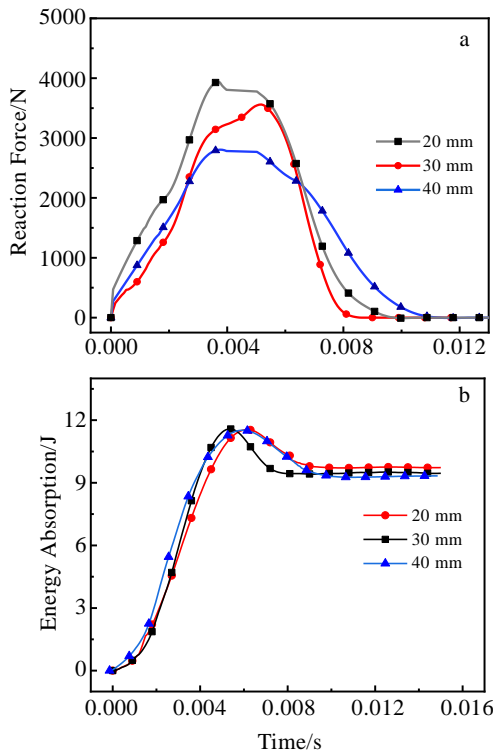 5000
a
4000
20 mm
3000
30 mm
40 mm
2000
1000
0
Reaction Force/N
0.000 0.004 0.008 0.012
b
12
9
20 mm
6
30 mm
40 mm
3
0
Energy Absorption/J
0.000 0.004 0.008 0.012 0.016
Time/s